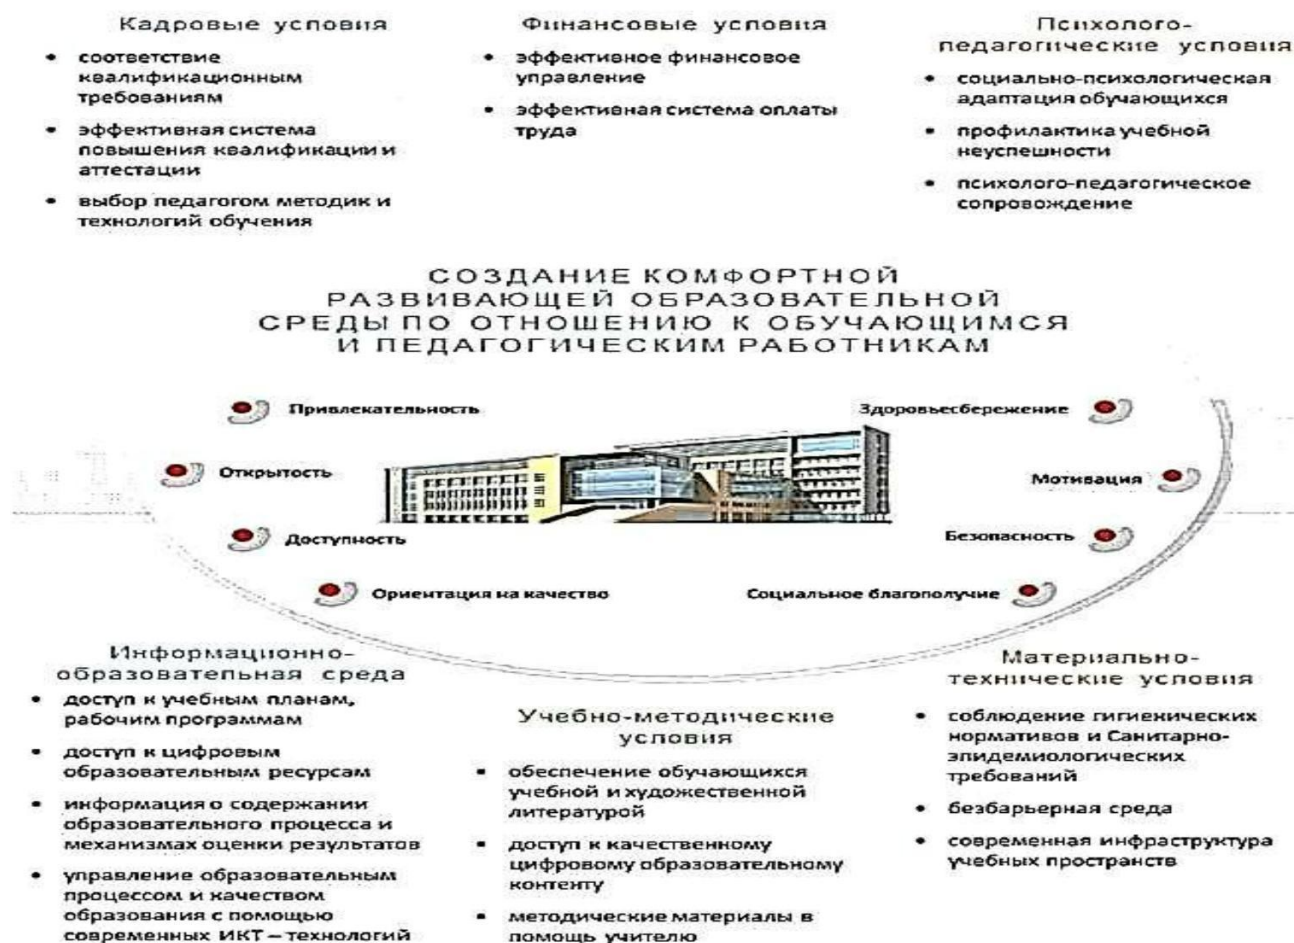 Кадровые условия
• соответствие
квалификационным
требованиям
• эффективная система
повышения квалификации и
аттестации
• выбор педагогом методик и
технологий обучения
Финансовые условия
• эффективное финансовое
управление
• эффективная система оплаты
труда
Психолого-
педагогические условия
• социально-психологическая
адаптация обучающихся
• профилактика учебной
неуспешности
• психолого-педагогическое
сопровождение
СОЗДАНИЕ КОМФОРТНОЙ
РАЗВИВАЮЩЕЙ ОБРАЗОВАТЕЛЬНОЙ
СРЕДЫ ПО ОТНОШЕНИЮ К ОБУЧАЮЩИМСЯ
И ПЕДАГОГИЧЕСКИМ РАБОТНИКАМ
Привлекательность
Здоровьесбережение
Открытость
Мотивация
Доступность
Безопасность
Ориентация на качество
Социальное благополучие
Информационно-
образовательная среда
• доступ к учебным планам,
рабочим программам
• доступ к цифровым
образовательным ресурсам
• информация о содержании
образовательного процесса и
механизмах оценки результатов
• управление образовательным
процессом и качеством
образования с помощью
современных ИКТ – технологий
Учебно-методические
условия
• обеспечение обучающихся
учебной и художественной
литературой
• доступ к качественному
цифровому образовательному
контенту
• методические материалы в
помощь учителю
Материально-
технические условия
• соблюдение гигиенических
нормативов и Санитарно-
эпидемиологических
требований
• безбарьерная среда
• современная инфраструктура
учебных пространств